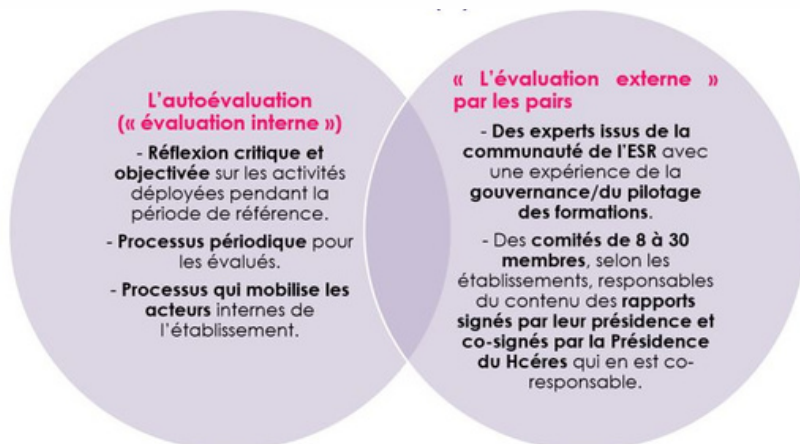 L'autoévaluation
(« évaluation interne »)
- Réflexion critique et
objectivée sur les activités
déployées pendant la
période de référence.
- Processus périodique pour
les évalués.
- Processus qui mobilise les
acteurs internes de
l'établissement.
« L'évaluation externe »
par les pairs
- Des experts issus de la
communauté de l'ESR avec
une expérience de la
gouvernance/du pilotage
des formations.
- Des comités de 8 à 30
membres, selon les
établissements, responsables
du contenu des rapports
signés par leur présidence et
co-signés par la Présidence
du Hcéres qui en est co-
responsable.